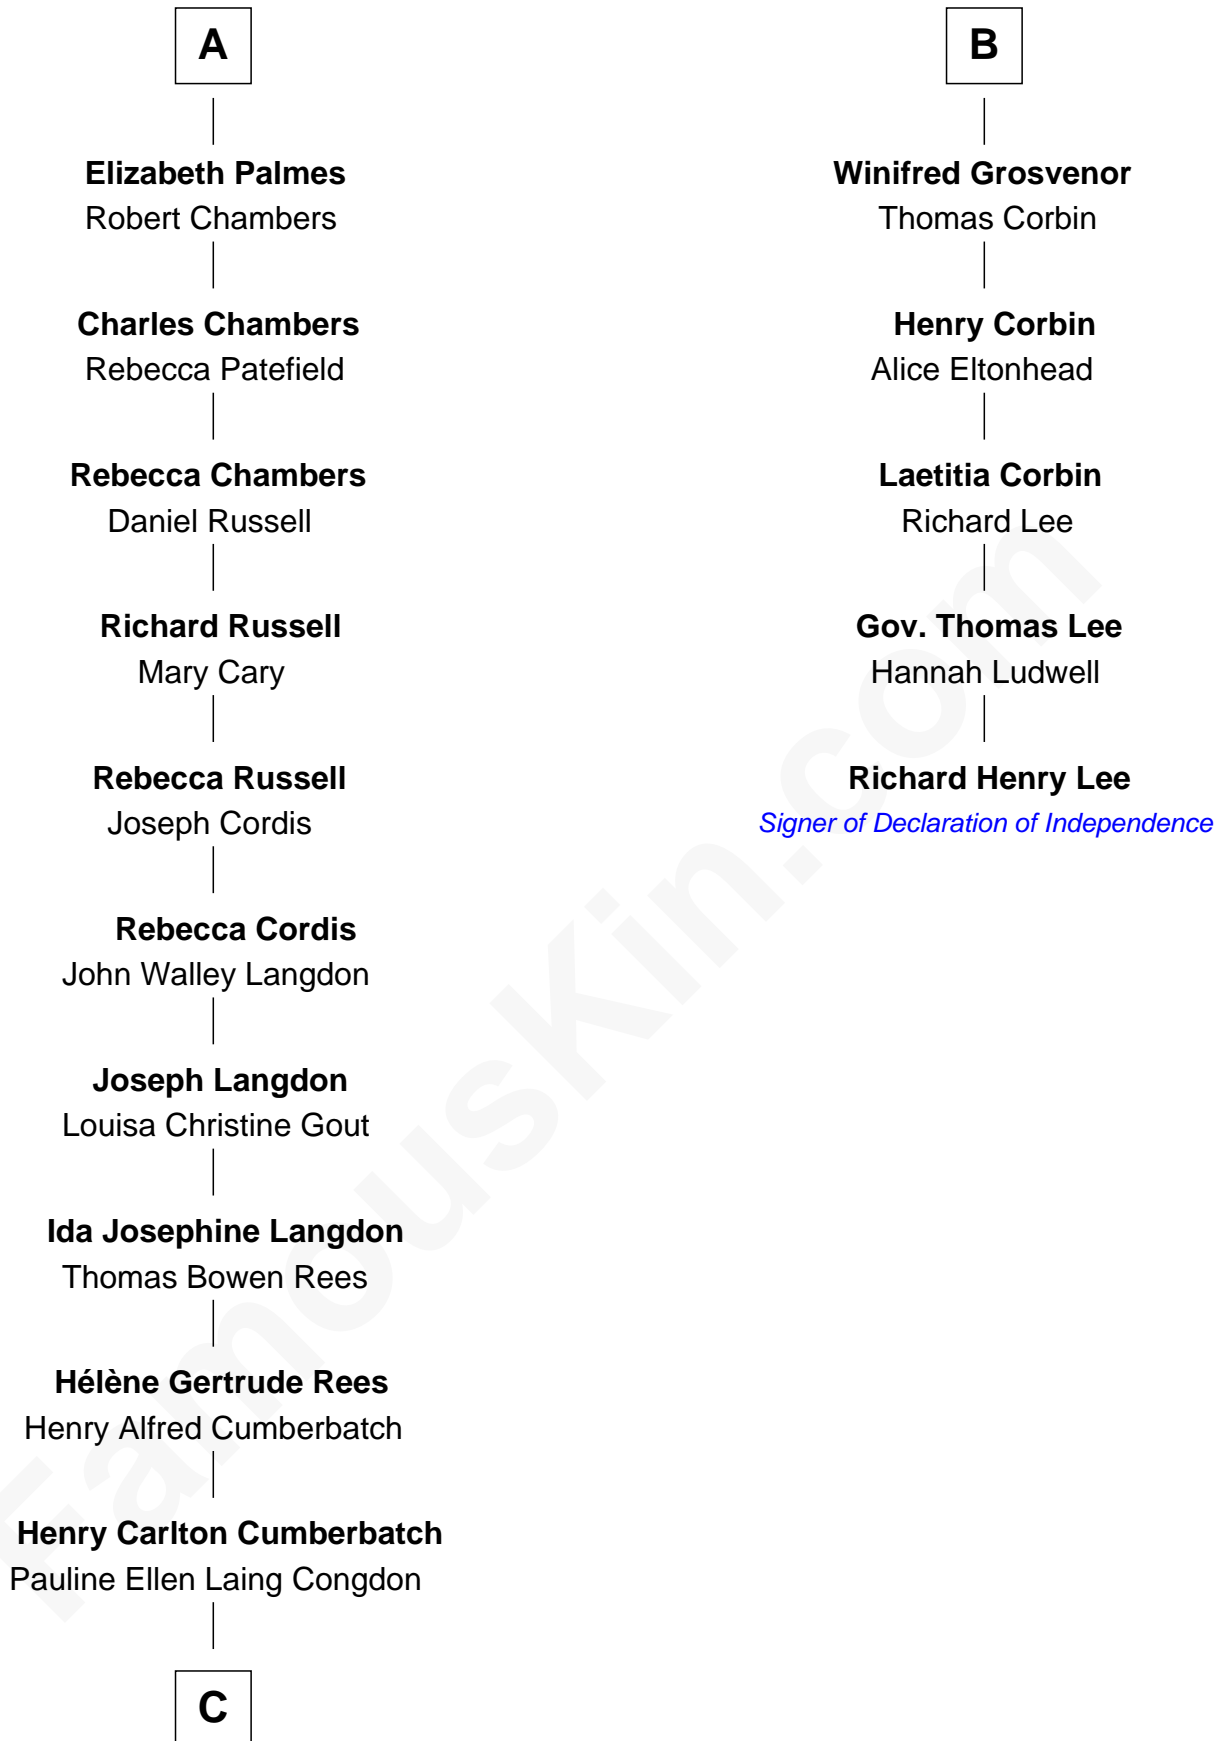 A
Elizabeth Palmes
Robert Chambers
Charles Chambers
Rebecca Patefield
Rebecca Chambers
Daniel Russell
Richard Russell
Mary Cary
Rebecca Russell
Joseph Cordis
Rebecca Cordis
John Walley Langdon
Joseph Langdon
Louisa Christine Gout
Ida Josephine Langdon
Thomas Bowen Rees
Hélène Gertrude Rees
Henry Alfred Cumberbatch
Henry Carlton Cumberbatch
Pauline Ellen Laing Congdon
C
B
Winifred Grosvenor
Thomas Corbin
Henry Corbin
Alice Eltonhead
Laetitia Corbin
Richard Lee
Gov. Thomas Lee
Hannah Ludwell
Richard Henry Lee
Signer of Declaration of Independence
FamousKin.com